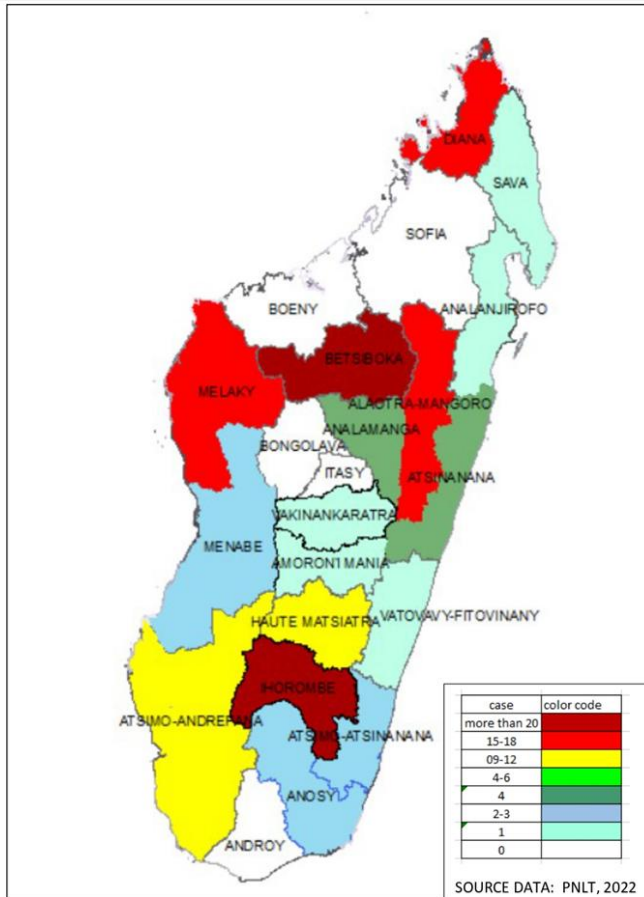 DIANA
SAVA
SOFIA
ANALANJIROFO
BOENY
BETSIBOKA
MELAKY
ALAOTRA-MANGORO
ANALAMANGA
BONGOLAVA
ITASY
ATSINANANA
VAKINANKARATRA
MENABE
AMORON'I MANIA
HAUTE MATSIATRA
VATOVAVY-FITOVINANY
IHOROMBE
ATSIMO-ANDREFANA
ATSIMO-ATSINANANA
ANOSY
ANDROY
case color code
more than 20
15-18
09-12
4-6
4
2-3
1
0
SOURCE DATA: PNLT, 2022